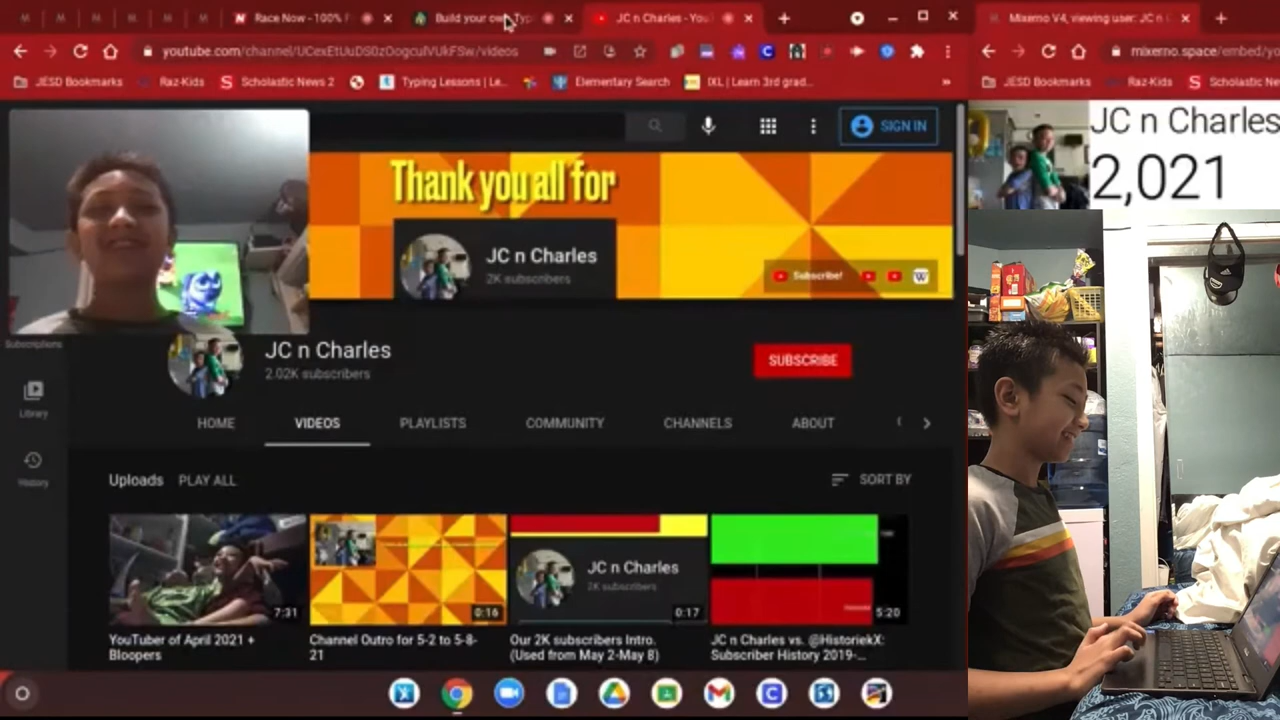 Race Now - 100% F
Build your own Typ
JC n Charles - You
Mixerno V4, viewing user: JC n C
youtube.com/channel/UCexEtUuDS0zOogcuIVUkFSw/videos
mixerno.space/embed/yo
JESD Bookmarks
Raz-Kids
Scholastic News 2
Typing Lessons | Le...
Elementary Search
IXL | Learn 3rd grad...
»
JESD Bookmarks
Raz-Kids
Scholastic Ne
SIGN IN
JC n Charles
2,021
Thank you all for
JC n Charles
2K subscribers
Subscribe!
W
Subscriptions
Library
History
JC n Charles
2.02K subscribers
SUBSCRIBE
HOME
VIDEOS
PLAYLISTS
COMMUNITY
CHANNELS
ABOUT
Uploads
PLAY ALL
SORT BY
7:31
0:16
JC n Charles
2K subscribers
0:17
5:20
YouTuber of April 2021 +
Bloopers
Channel Outro for 5-2 to 5-8-
21
Our 2K subscribers Intro.
(Used from May 2-May 8)
JC n Charles vs. @HistoriekX:
Subscriber History 2019-...